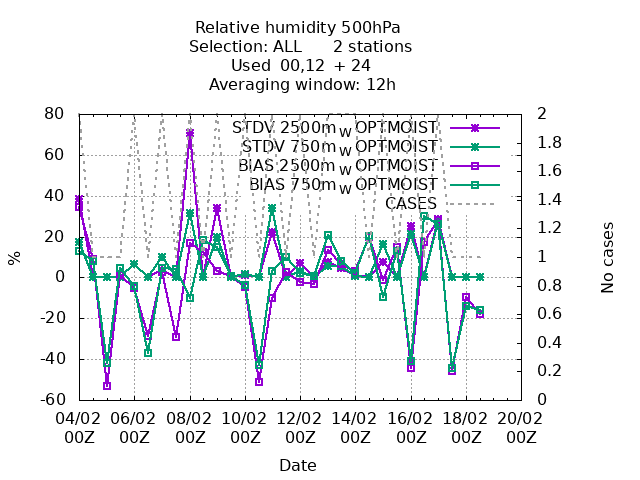 Relative humidity 500hPa
Selection: ALL 2 stations
Used 00,12 + 24
Averaging window: 12h
STDV 2500m w OPTMOIST
STDV 750m w OPTMOIST
BIAS 2500m w OPTMOIST
BIAS 750m w OPTMOIST
CASES
%
80
60
40
20
0
-20
-40
-60
No cases
2
1.8
1.6
1.4
1.2
1
0.8
0.6
0.4
0.2
0
04/02 06/02 08/02 10/02 12/02 14/02 16/02 18/02 20/02
00Z 00Z 00Z 00Z 00Z 00Z 00Z 00Z 00Z
Date